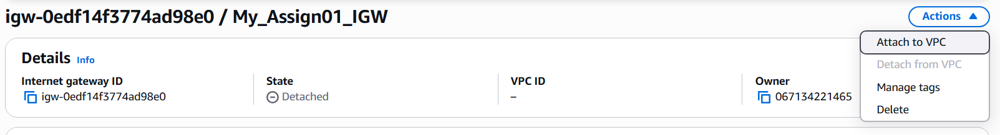 igw-0edf14f3774ad98e0 / My_Assign01_IGW
Actions
Attach to VPC
Detach from VPC
Manage tags
Delete
Details Info
Internet gateway ID
igw-0edf14f3774ad98e0
State
Detached
VPC ID
–
Owner
067134221465